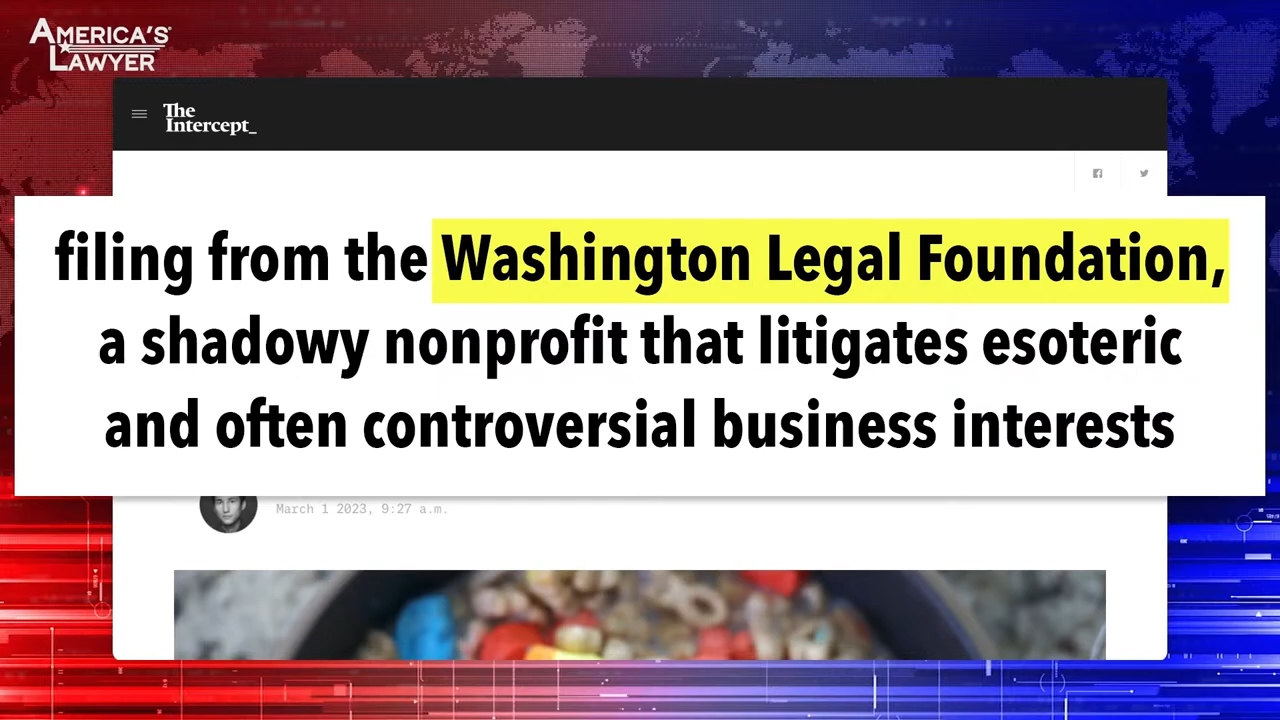 AMERICA'S
LAWYER
The
Intercept_
filing from the Washington Legal Foundation,
a shadowy nonprofit that litigates esoteric
and often controversial business interests
March 1 2023, 9:27 a.m.